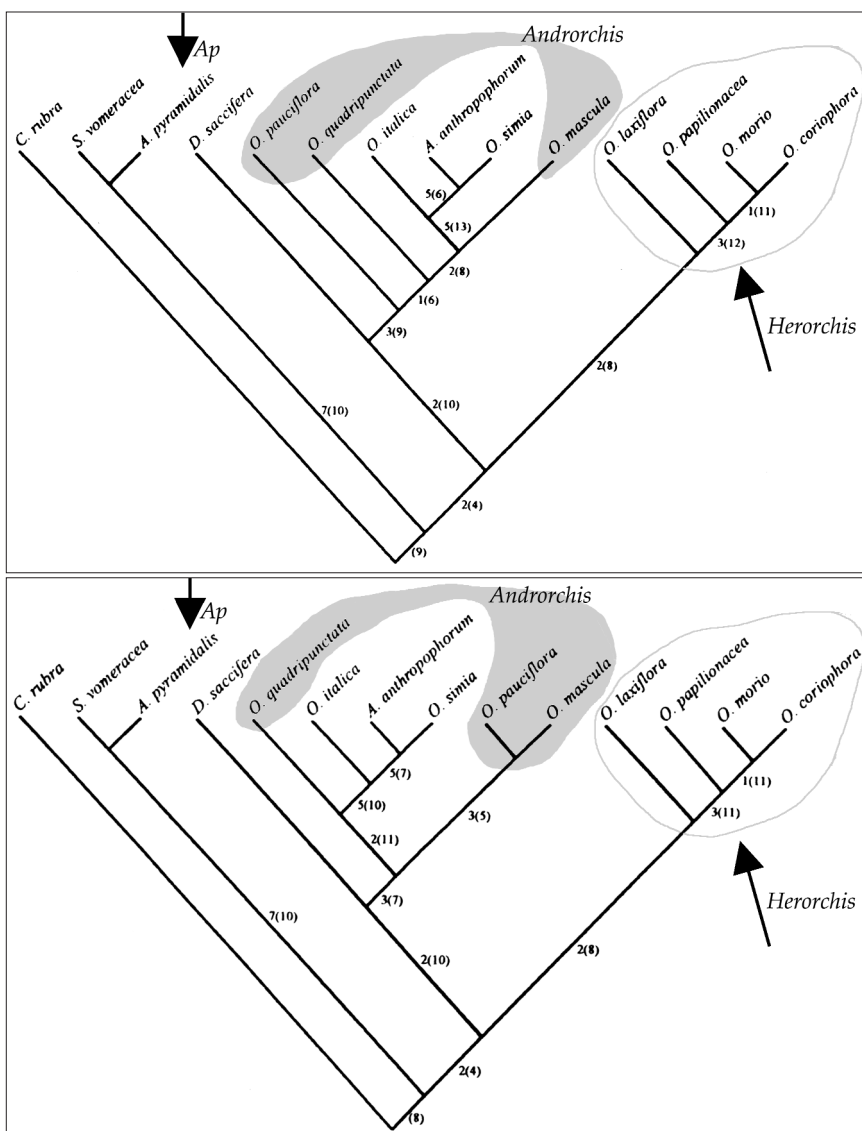 Androrchis
Ap
C. rubra
S. vomeracea
A. pyramidalis
D. saccifera
O. pauciflora
O. quadripunctata
O. italica
A. anthropophorum
O. simia
O. mascula
O. laxiflora
O. papilionacea
O. morio
O. coriophora
5(6)
1(11)
5(13)
3(12)
2(8)
1(6)
Herorchis
3(9)
2(8)
7(10)
2(10)
2(4)
(9)
Androrchis
Ap
C. rubra
S. vomeracea
A. pyramidalis
D. saccifera
O. quadripunctata
O. italica
A. anthropophorum
O. simia
O. pauciflora
O. mascula
O. laxiflora
O. papilionacea
O. morio
O. coriophora
5(7)
1(11)
5(10)
3(11)
3(5)
2(11)
Herorchis
3(7)
7(10)
2(10)
2(8)
2(4)
(8)